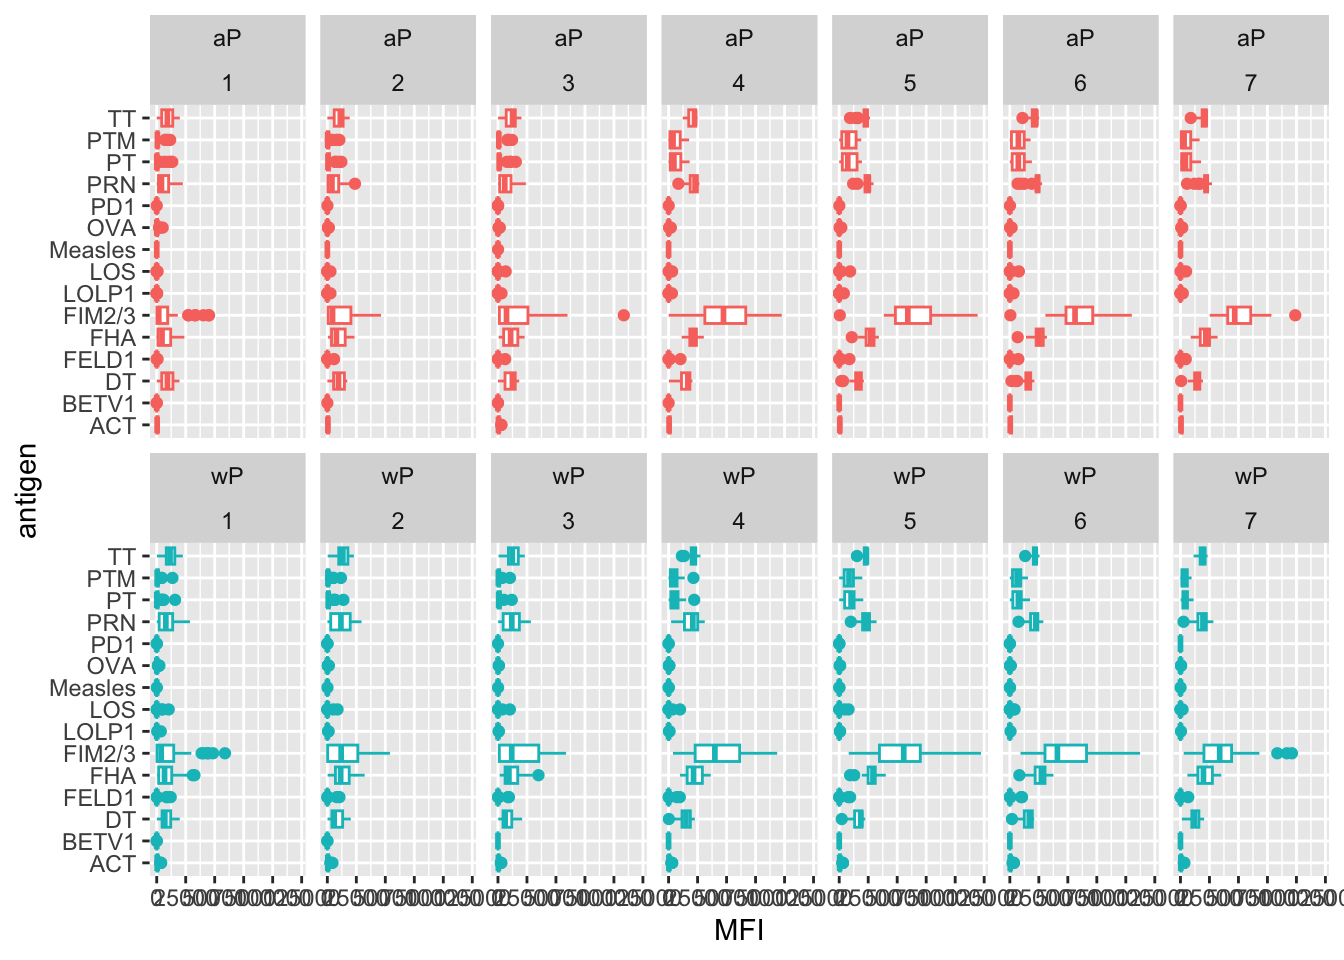 aP aP aP aP aP aP aP
1 2 3 4 5 6 7
TT
PTM
PT
PRN
PD1
OVA
Measles
LOS
LOLP1
FIM2/3
FHA
FELD1
DT
BETV1
ACT
antigen
wP wP wP wP wP wP wP
1 2 3 4 5 6 7
TT
PTM
PT
PRN
PD1
OVA
Measles
LOS
LOLP1
FIM2/3
FHA
FELD1
DT
BETV1
ACT
MFI